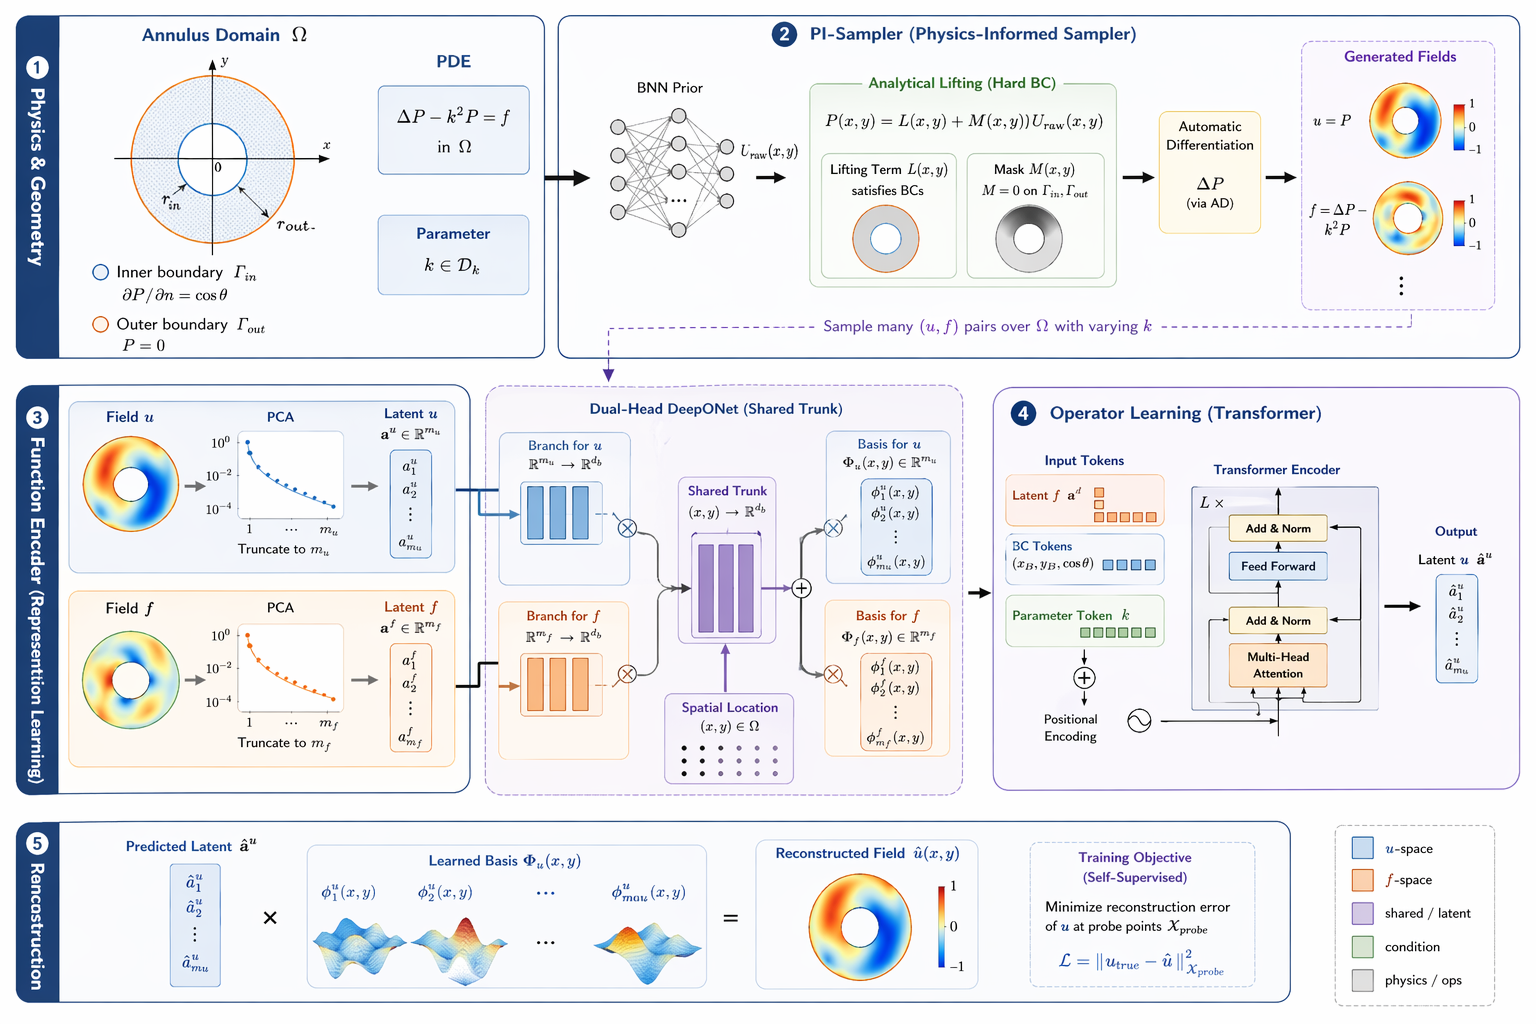 1 Physics & Geometry
Annulus Domain Ω
y
x
0
r_in
r_out-
Inner boundary Γ_in
∂P/∂n = cos θ
Outer boundary Γ_out
P = 0
PDE
ΔP − k²P = f
in Ω
Parameter
k ∈ 𝒟_k
2 PI-Sampler (Physics-Informed Sampler)
BNN Prior
...
U_raw(x, y)
Analytical Lifting (Hard BC)
P(x, y) = L(x, y) + M(x, y))U_raw(x, y)
Lifting Term L(x, y)
satisfies BCs
Mask M(x, y)
M = 0 on Γ_in, Γ_out
Automatic
Differentiation
ΔP
(via AD)
Generated Fields
u = P
1
0
−1
f = ΔP −
k²P
1
0
−1
⋮
Sample many (u, f) pairs over Ω with varying k
3 Function Encder (Represention Learning)
Field u
PCA
10⁰
10⁻²
10⁻⁴
1 ... m_u
Truncate to m_u
Latent u
a^u ∈ ℝ^{m_u}
a_1^u
a_2^u
⋮
a_{mu}^u
Field f
PCA
10⁰
10⁻²
10⁻⁴
1 ... m_f
Truncate to m_f
Latent f
a^f ∈ ℝ^{m_f}
a_1^f
a_2^f
⋮
a_{m_f}^f
Dual-Head DeepONet (Shared Trunk)
Branch for u
ℝ^{m_u} → ℝ^{d_b}
Branch for f
ℝ^{m_f} → ℝ^{d_b}
Shared Trunk
(x, y) → ℝ^{d_b}
Spatial Location
(x, y) ∈ Ω
Basis for u
Φ_u(x, y) ∈ ℝ^{m_u}
ϕ_1^u(x, y)
ϕ_2^u(x, y)
⋮
ϕ_{mu}^u(x, y)
Basis for f
Φ_f(x, y) ∈ ℝ^{m_f}
ϕ_1^f(x, y)
ϕ_2^f(x, y)
⋮
ϕ_{m_f}^f(x, y)
4 Operator Learning (Transformer)
Input Tokens
Latent f a^d
BC Tokens
(x_B, y_B, cos θ)
Parameter Token k
Positional
Encoding
Transformer Encoder
L ×
Add & Norm
Feed Forward
Add & Norm
Multi-Head
Attention
Output
Latent u â^u
â_1^u
â_2^u
⋮
â_{mu}^u
5 Rancastruction
Predicted Latent â^u
â_1^u
â_2^u
⋮
â_{mu}^u
×
Learned Basis Φ_u(x, y)
ϕ_1^u(x, y) ϕ_2^u(x, y) ... ϕ_{mau}^u(x, y)
...
=
Reconstructed Field û(x, y)
1
0
−1
Training Objective
(Self-Supervised)
Minimize reconstruction error
of u at probe points 𝒳_probe
ℒ = ‖u_true − û‖²_{𝒳_probe}
u-space
f-space
shared / latent
condition
physics / ops